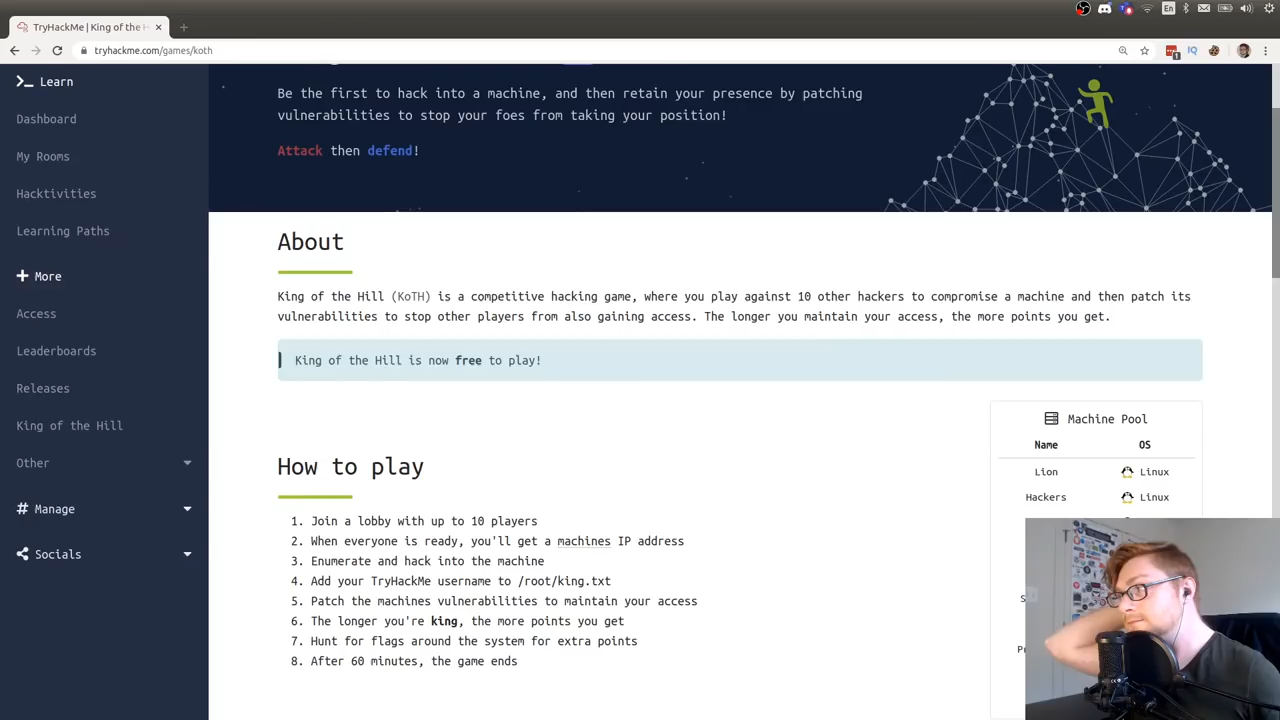 En
TryHackMe | King of the H
tryhackme.com/games/koth
1
Learn
Dashboard
My Rooms
Hacktivities
Learning Paths
More
Access
Leaderboards
Releases
King of the Hill
Other
Manage
Socials
Be the first to hack into a machine, and then retain your presence by patching
vulnerabilities to stop your foes from taking your position!
Attack then defend!
About
King of the Hill (KoTH) is a competitive hacking game, where you play against 10 other hackers to compromise a machine and then patch its
vulnerabilities to stop other players from also gaining access. The longer you maintain your access, the more points you get.
King of the Hill is now free to play!
How to play
1. Join a lobby with up to 10 players
2. When everyone is ready, you'll get a machines IP address
3. Enumerate and hack into the machine
4. Add your TryHackMe username to /root/king.txt
5. Patch the machines vulnerabilities to maintain your access
6. The longer you're king, the more points you get
7. Hunt for flags around the system for extra points
8. After 60 minutes, the game ends
Machine Pool
Name OS
Lion Linux
Hackers Linux